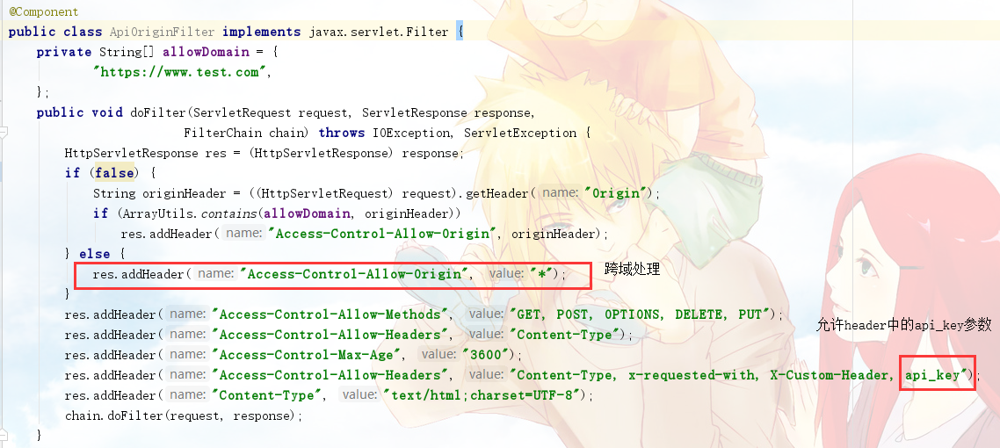 @Component
public class ApiOriginFilter implements javax.servlet.Filter {
private String[] allowDomain = {
"https://www.test.com",
};
public void doFilter(ServletRequest request, ServletResponse response,
FilterChain chain) throws IOException, ServletException {
HttpServletResponse res = (HttpServletResponse) response;
if (false) {
String originHeader = ((HttpServletRequest) request).getHeader( name: "Origin");
if (ArrayUtils.contains(allowDomain, originHeader))
res.addHeader( name: "Access-Control-Allow-Origin", originHeader);
} else {
res.addHeader( name: "Access-Control-Allow-Origin", value: "*"); 跨域处理
}
res.addHeader( name: "Access-Control-Allow-Methods", value: "GET, POST, OPTIONS, DELETE, PUT");
允许header中的api_key参数
res.addHeader( name: "Access-Control-Allow-Headers", value: "Content-Type");
res.addHeader( name: "Access-Control-Max-Age", value: "3600");
res.addHeader( name: "Access-Control-Allow-Headers", value: "Content-Type, x-requested-with, X-Custom-Header, api_key");
res.addHeader( name: "Content-Type", value: "text/html;charset=UTF-8");
chain.doFilter(request, response);
}